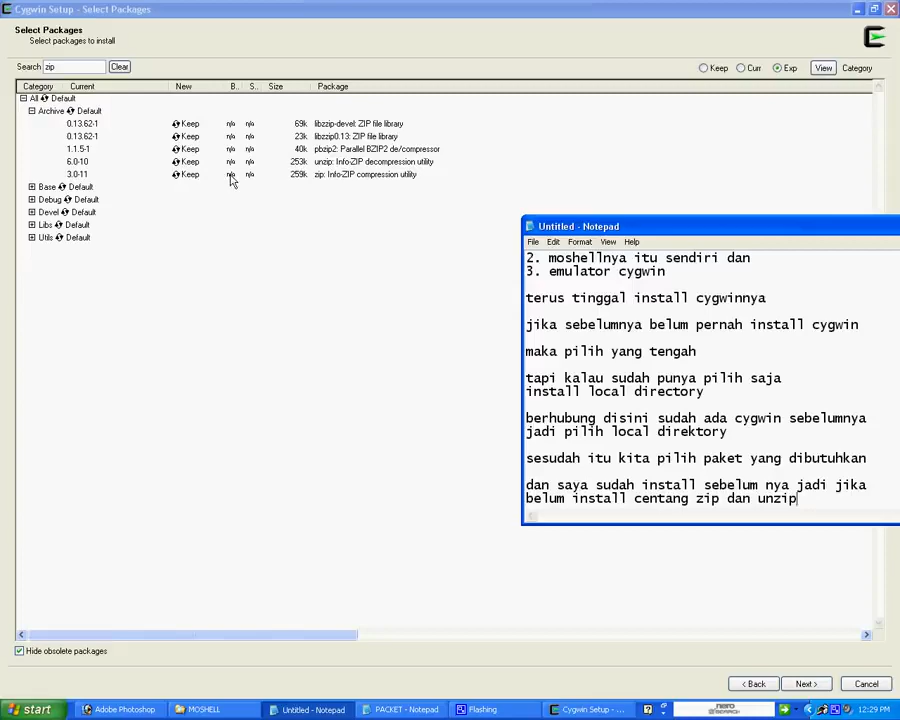 Cygwin Setup - Select Packages
Select Packages
Select packages to install
Search zip Clear
Keep Curr Exp View Category
Category Current New B.. S.. Size Package
All Default
Archive Default
0.13.62-1 Keep n/a n/a 69k libzzip-devel: ZIP file library
0.13.62-1 Keep n/a n/a 23k libzzip0.13: ZIP file library
1.1.5-1 Keep n/a n/a 40k pbzip2: Parallel BZIP2 de/compressor
6.0-10 Keep n/a n/a 253k unzip: Info-ZIP decompression utility
3.0-11 Keep n/a n/a 259k zip: Info-ZIP compression utility
Base Default
Debug Default
Devel Default
Libs Default
Utils Default
Untitled - Notepad
File Edit Format View Help
2. moshellnya itu sendiri dan
3. emulator cygwin
terus tinggal install cygwinnya
jika sebelumnya belum pernah install cygwin
maka pilih yang tengah
tapi kalau sudah punya pilih saja
install local directory
berhubung disini sudah ada cygwin sebelumnya
jadi pilih local direktory
sesudah itu kita pilih paket yang dibutuhkan
dan saya sudah install sebelum nya jadi jika
belum install centang zip dan unzip
Hide obsolete packages
< Back Next > Cancel
start Adobe Photoshop MOSHELL Untitled - Notepad PACKET - Notepad Flashing Cygwin Setup - ... nero SEARCH 12:29 PM